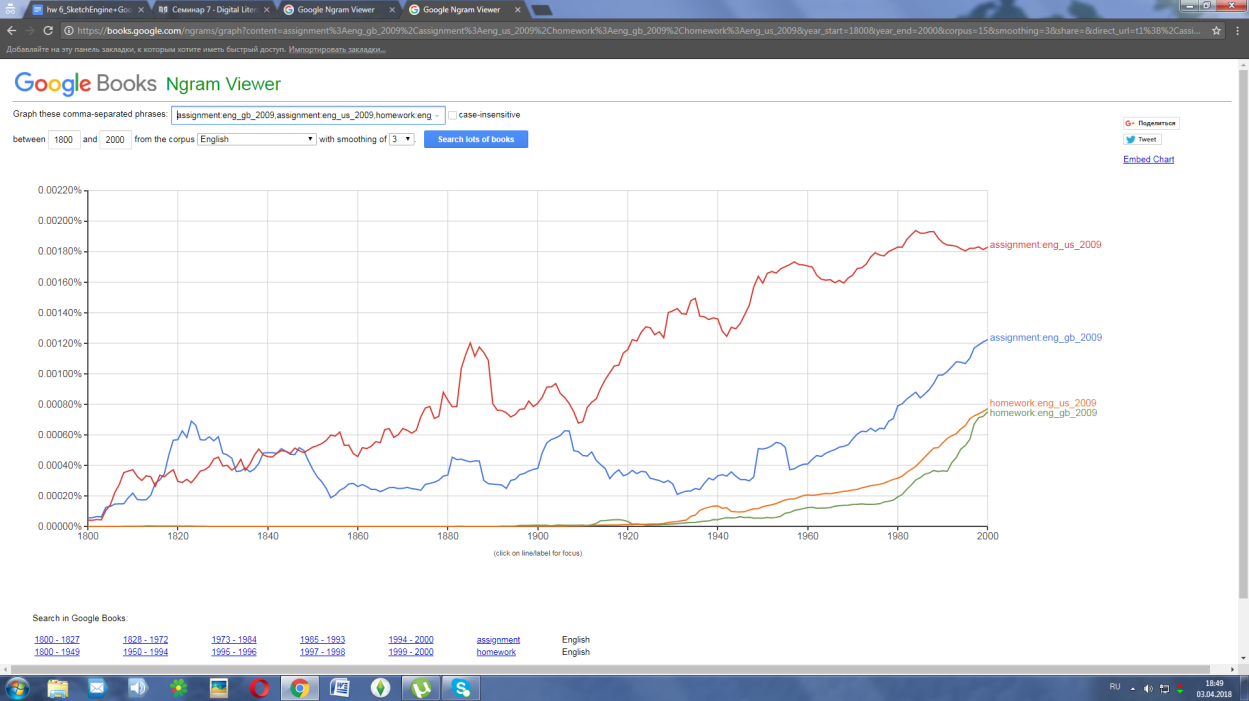 hw 6_SketchEngine+Goo
Семинар 7 - Digital Liter
Google Ngram Viewer
Google Ngram Viewer
https://books.google.com/ngrams/graph?content=assignment%3Aeng_gb_2009%2Cassignment%3Aeng_us_2009%2Chomework%3Aeng_gb_2009%2Chomework%3Aeng_us_2009&year_start=1800&year_end=2000&corpus=15&smoothing=3&share=&direct_url=t1%3B%2Cassi...
Добавляйте на эту панель закладки, к которым хотите иметь быстрый доступ. Импортировать закладки...
Google Books Ngram Viewer
Graph these comma-separated phrases: assignment:eng_gb_2009,assignment:eng_us_2009,homework:eng case-insensitive
between 1800 and 2000 from the corpus English with smoothing of 3 . Search lots of books
G+ Поделиться
Tweet
Embed Chart
0.00220%
0.00200%
0.00180%
0.00160%
0.00140%
0.00120%
0.00100%
0.00080%
0.00060%
0.00040%
0.00020%
0.00000%
assignment:eng_us_2009
assignment:eng_gb_2009
homework:eng_us_2009
homework:eng_gb_2009
1800 1820 1840 1860 1880 1900 1920 1940 1960 1980 2000
(click on line/label for focus)
Search in Google Books:
1800 - 1827 1828 - 1972 1973 - 1984 1985 - 1993 1994 - 2000 assignment English
1800 - 1949 1950 - 1994 1995 - 1996 1997 - 1998 1999 - 2000 homework English
RU
18:49
03.04.2018